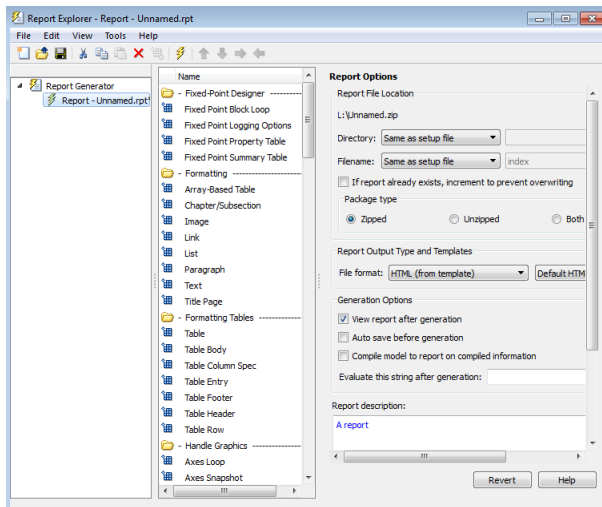 Report Explorer - Report - Unnamed.rpt
File Edit View Tools Help
Report Generator
Report - Unnamed.rpt*
Name
- Fixed-Point Designer ----------
Fixed Point Block Loop
Fixed Point Logging Options
Fixed Point Property Table
Fixed Point Summary Table
- Formatting --------------------
Array-Based Table
Chapter/Subsection
Image
Link
List
Paragraph
Text
Title Page
- Formatting Tables ------------
Table
Table Body
Table Column Spec
Table Entry
Table Footer
Table Header
Table Row
- Handle Graphics -------------
Axes Loop
Axes Snapshot
Report Options
Report File Location
L:\Unnamed.zip
Directory: Same as setup file
Filename: Same as setup file index
If report already exists, increment to prevent overwriting
Package type
Zipped Unzipped Both
Report Output Type and Templates
File format: HTML (from template) Default HTM
Generation Options
View report after generation
Auto save before generation
Compile model to report on compiled information
Evaluate this string after generation:
Report description:
A report
Revert Help